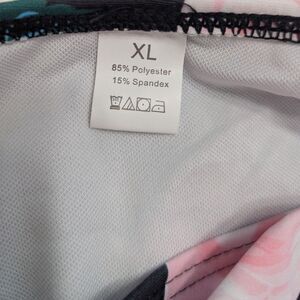 XL
85% Polyester
15% Spandex